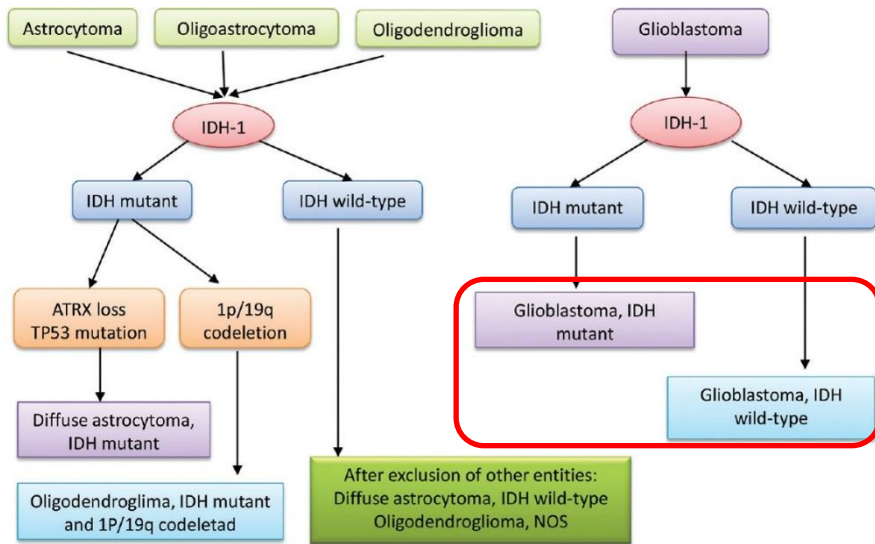 Astrocytoma
Oligoastrocytoma
Oligodendroglioma
Glioblastoma
IDH-1
IDH-1
IDH mutant
IDH wild-type
IDH mutant
IDH wild-type
ATRX loss
TP53 mutation
1p/19q
codeletion
Glioblastoma, IDH
mutant
Diffuse astrocytoma,
IDH mutant
Glioblastoma, IDH
wild-type
Oligodendroglima, IDH mutant
and 1P/19q codeletad
After exclusion of other entities:
Diffuse astrocytoma, IDH wild-type
Oligodendroglioma, NOS